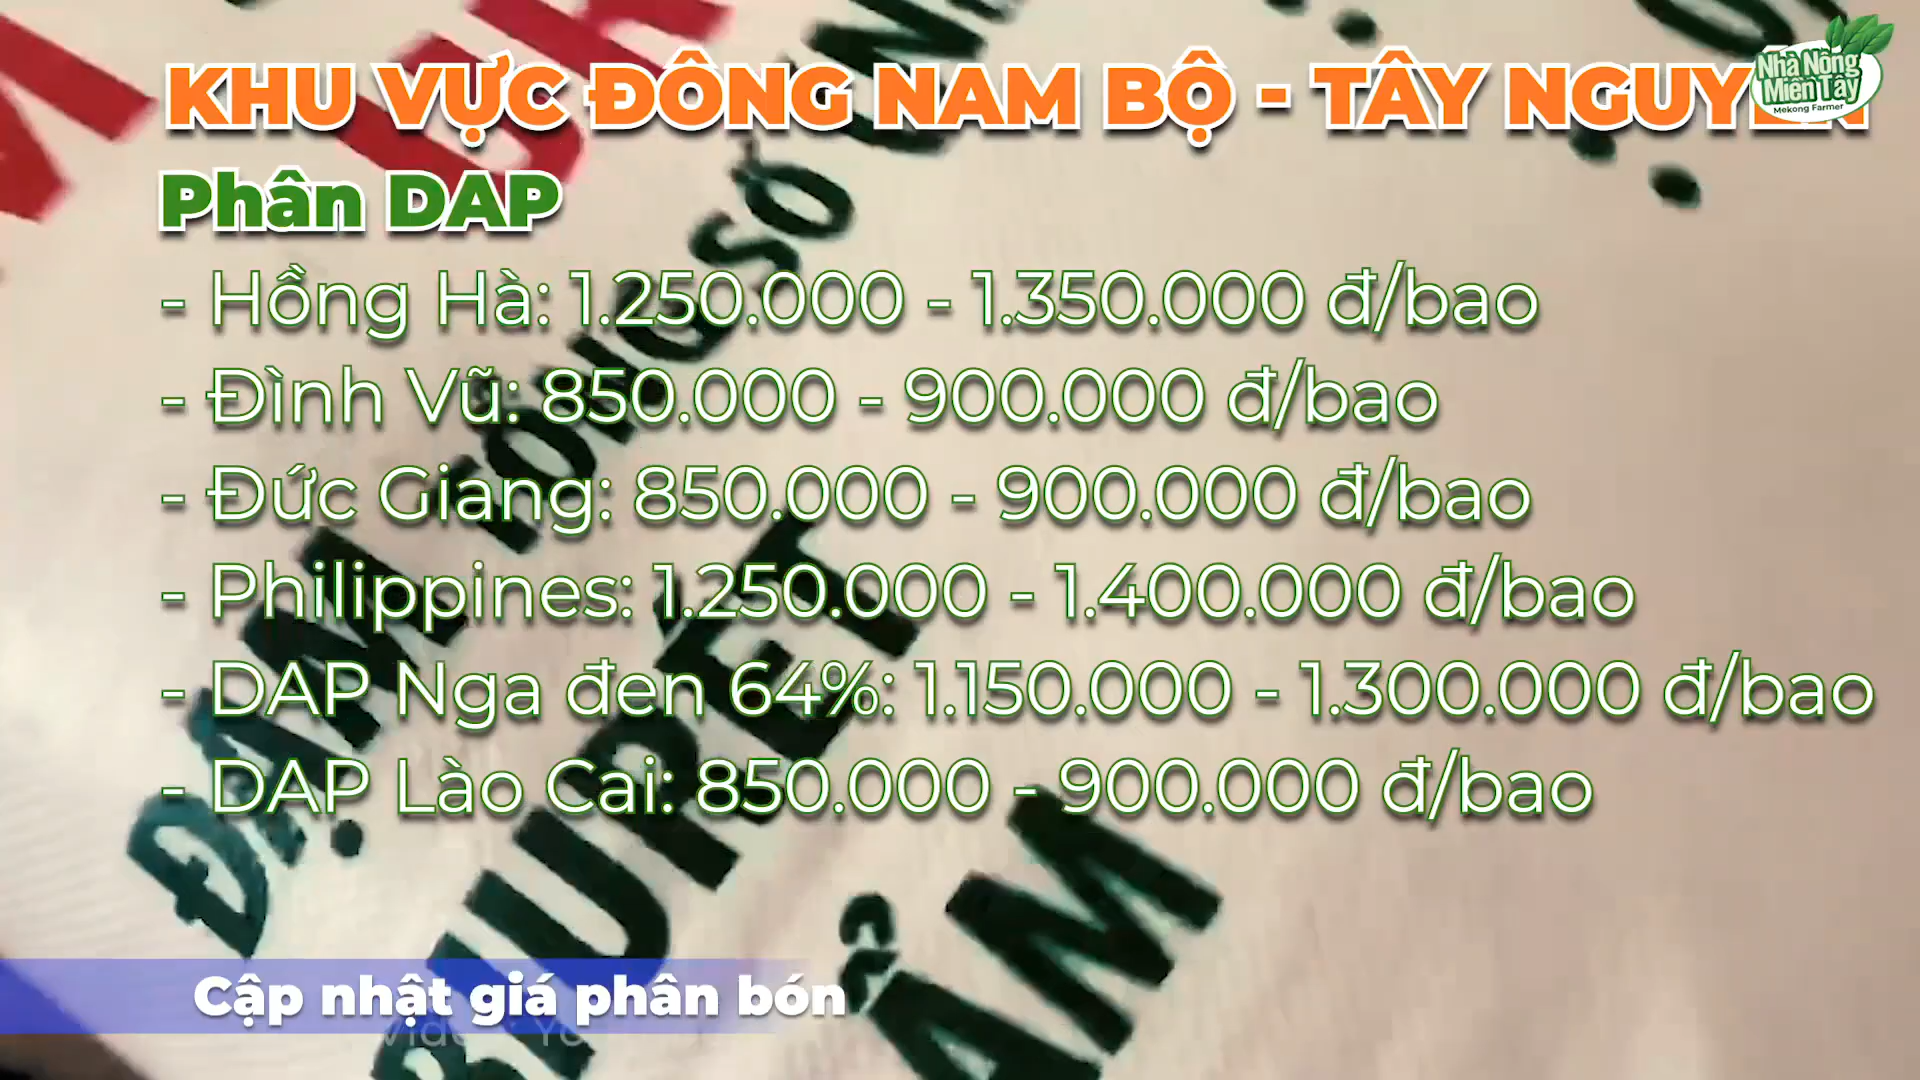 KHU VỰC ĐÔNG NAM BỘ - TÂY NGUYÊN
Nhà Nông
Miền Tây
Mekong Farmer
Phân DAP
- Hồng Hà: 1.250.000 - 1.350.000 đ/bao
- Đình Vũ: 850.000 - 900.000 đ/bao
- Đức Giang: 850.000 - 900.000 đ/bao
- Philippines: 1.250.000 - 1.400.000 đ/bao
- DAP Nga đen 64%: 1.150.000 - 1.300.000 đ/bao
- DAP Lào Cai: 850.000 - 900.000 đ/bao
ĐẠM
BIURÉT
Cập nhật giá phân bón